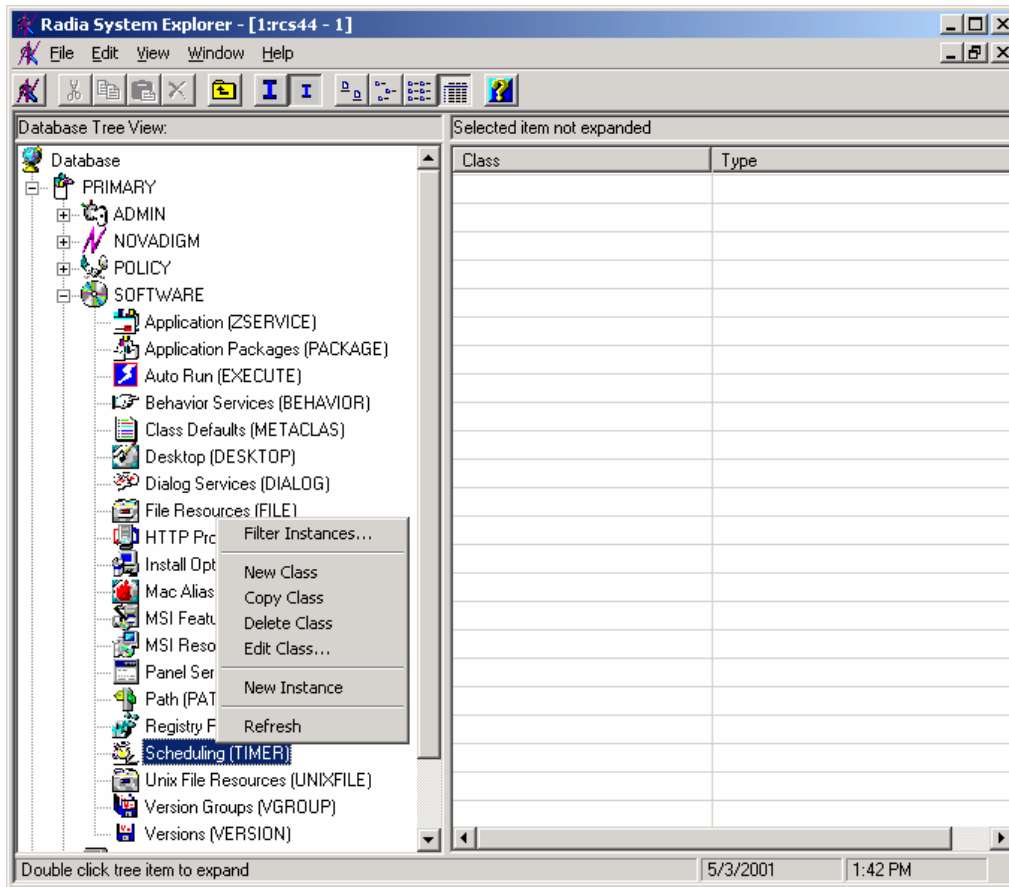 Radia System Explorer - [1:rcs44 - 1]
File Edit View Window Help
Database Tree View:
Selected item not expanded
Class Type
Database
PRIMARY
ADMIN
NOVADIGM
POLICY
SOFTWARE
Application (ZSERVICE)
Application Packages (PACKAGE)
Auto Run (EXECUTE)
Behavior Services (BEHAVIOR)
Class Defaults (METACLAS)
Desktop (DESKTOP)
Dialog Services (DIALOG)
File Resources (FILE)
HTTP Prc
Install Opt
Mac Alias
MSI Featu
MSI Reso
Panel Ser
Path (PAT
Registry F
Scheduling (TIMER)
Unix File Resources (UNIXFILE)
Version Groups (VGROUP)
Versions (VERSION)
Filter Instances...
New Class
Copy Class
Delete Class
Edit Class...
New Instance
Refresh
Double click tree item to expand
5/3/2001
1:42 PM